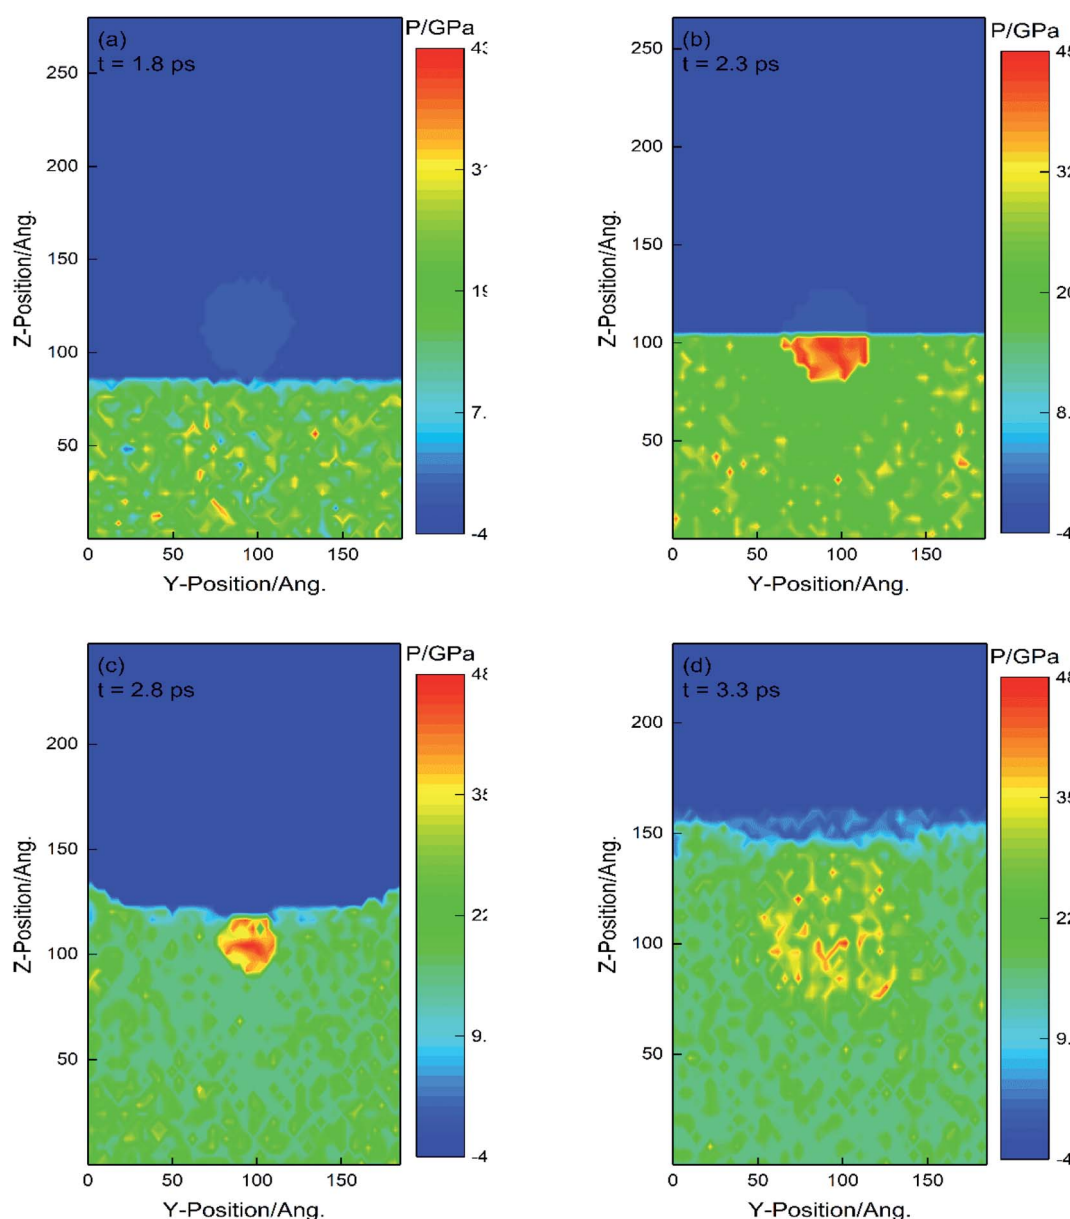 (a) P/GPa 43
t = 1.8 ps
250
31
200
Z-Position/Ang.
150
19
100
7.
50
-4
0 50 100 150
Y-Position/Ang.
(b) P/GPa 45
t = 2.3 ps
250
200
32
Z-Position/Ang.
150
20
100
8.
50
-4
0 50 100 150
Y-Position/Ang.
(c) P/GPa 48
t = 2.8 ps
200
35
Z-Position/Ang.
150
22
100
9.
50
-4
0 50 100 150
Y-Position/Ang.
(d) P/GPa 48
t = 3.3 ps
200
35
Z-Position/Ang.
150
22
100
9.
50
-4
0 50 100 150
Y-Position/Ang.